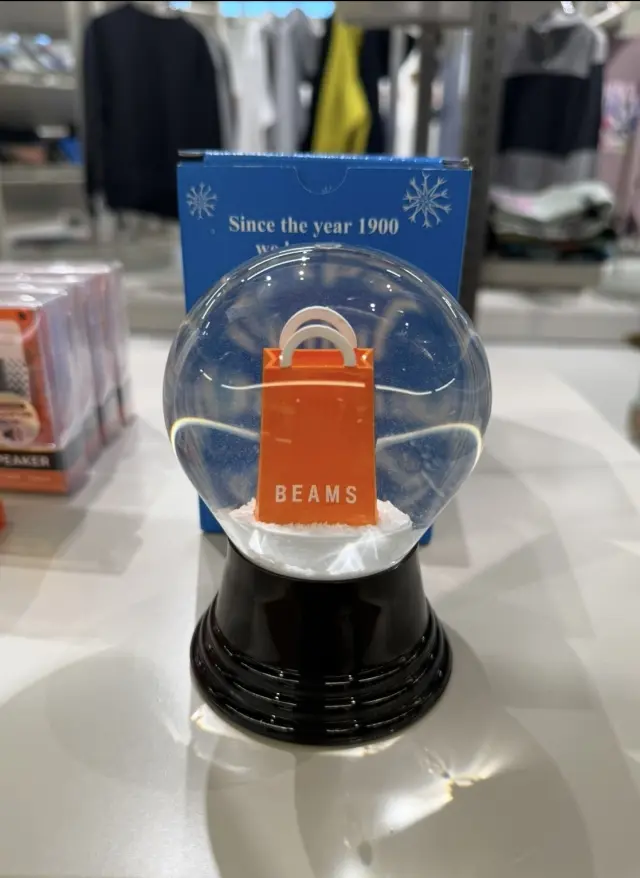 Since the year 1900
BEAMS
PEAKER